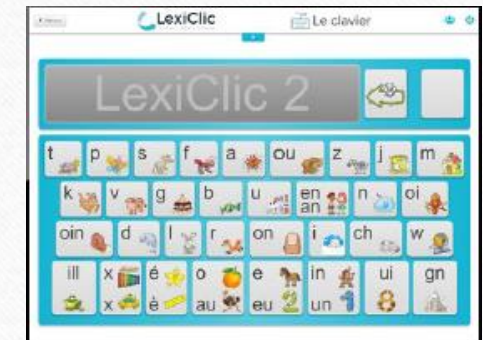 LexiClic
Le clavier
LexiClic 2
t p s f a ou z j m
k v g b u en an n oi
oin d l r on i ch w
ill x é o e in ui gn
x è au eu un